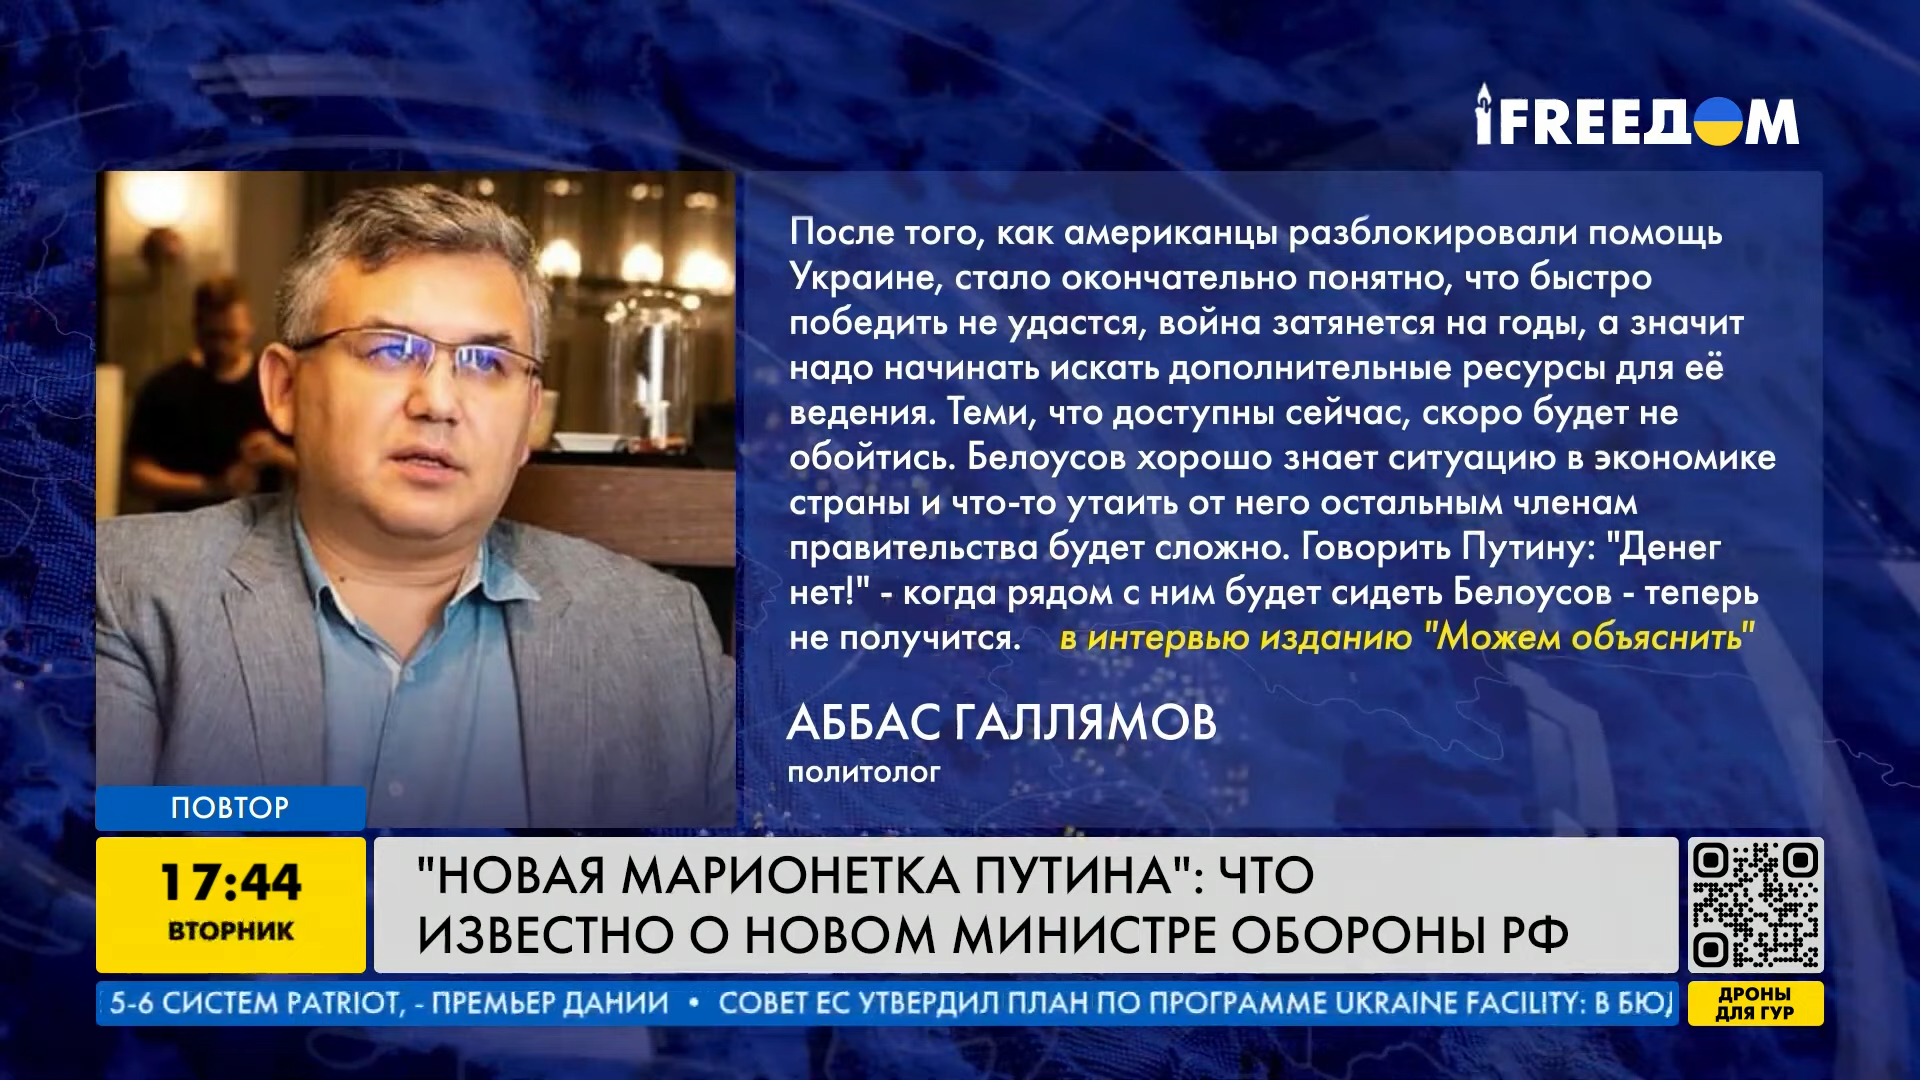 FREEДOM
После того, как американцы разблокировали помощь
Украине, стало окончательно понятно, что быстро
победить не удастся, война затянется на годы, а значит
надо начинать искать дополнительные ресурсы для её
ведения. Теми, что доступны сейчас, скоро будет не
обойтись. Белоусов хорошо знает ситуацию в экономике
страны и что-то утаить от него остальным членам
правительства будет сложно. Говорить Путину: "Денег
нет!" - когда рядом с ним будет сидеть Белоусов - теперь
не получится. в интервью изданию "Можем объяснить"
АББАС ГАЛЛЯМОВ
политолог
ПОВТОР
17:44
ВТОРНИК
"НОВАЯ МАРИОНЕТКА ПУТИНА": ЧТО
ИЗВЕСТНО О НОВОМ МИНИСТРЕ ОБОРОНЫ РФ
5-6 СИСТЕМ PATRIOT, - ПРЕМЬЕР ДАНИИ • СОВЕТ ЕС УТВЕРДИЛ ПЛАН ПО ПРОГРАММЕ UKRAINE FACILITY: В БЮД
ДРОНЫ
ДЛЯ ГУР